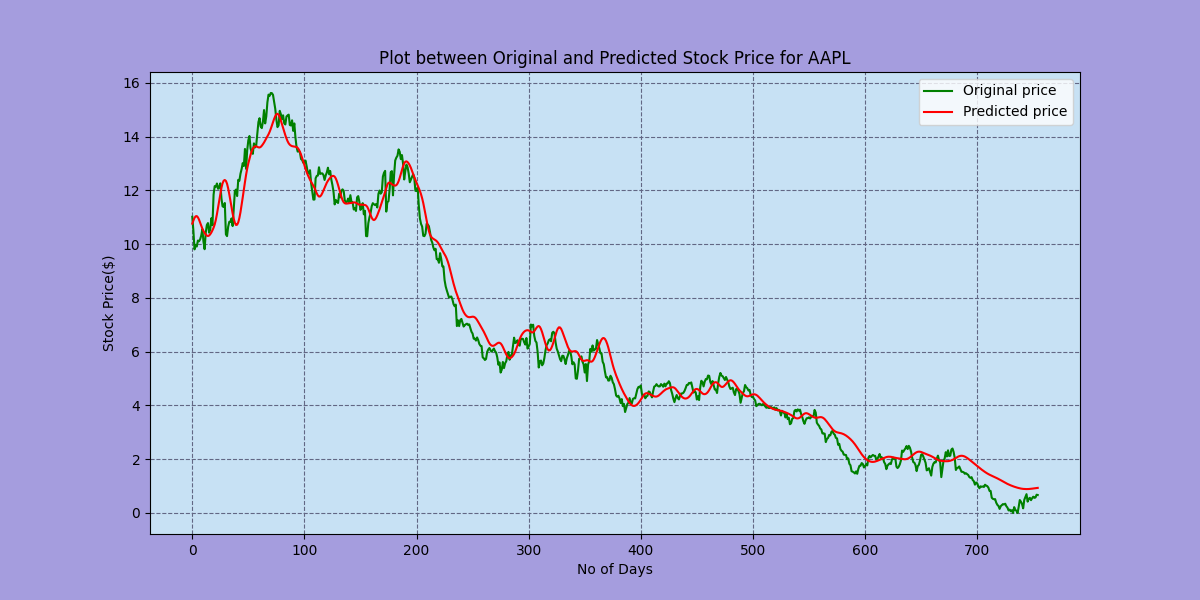 Plot between Original and Predicted Stock Price for AAPL
Original price
Predicted price
Stock Price($)
16
14
12
10
8
6
4
2
0
0 100 200 300 400 500 600 700
No of Days